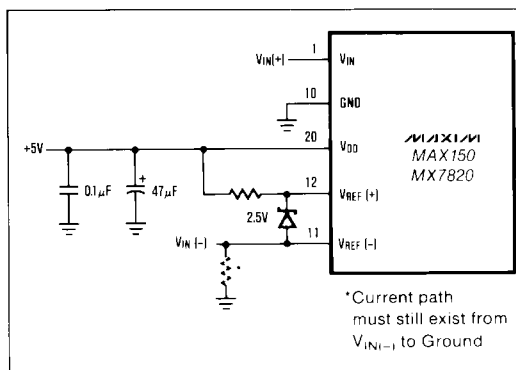 1
VIN(+)
VIN
10
GND
+5V
20
VDD
MAXIM
MAX150
MX7820
0.1μF
+
47μF
12
VREF (+)
2.5V
11
VIN(-)
VREF (-)
*
*Current path
must still exist from
VIN(-) to Ground